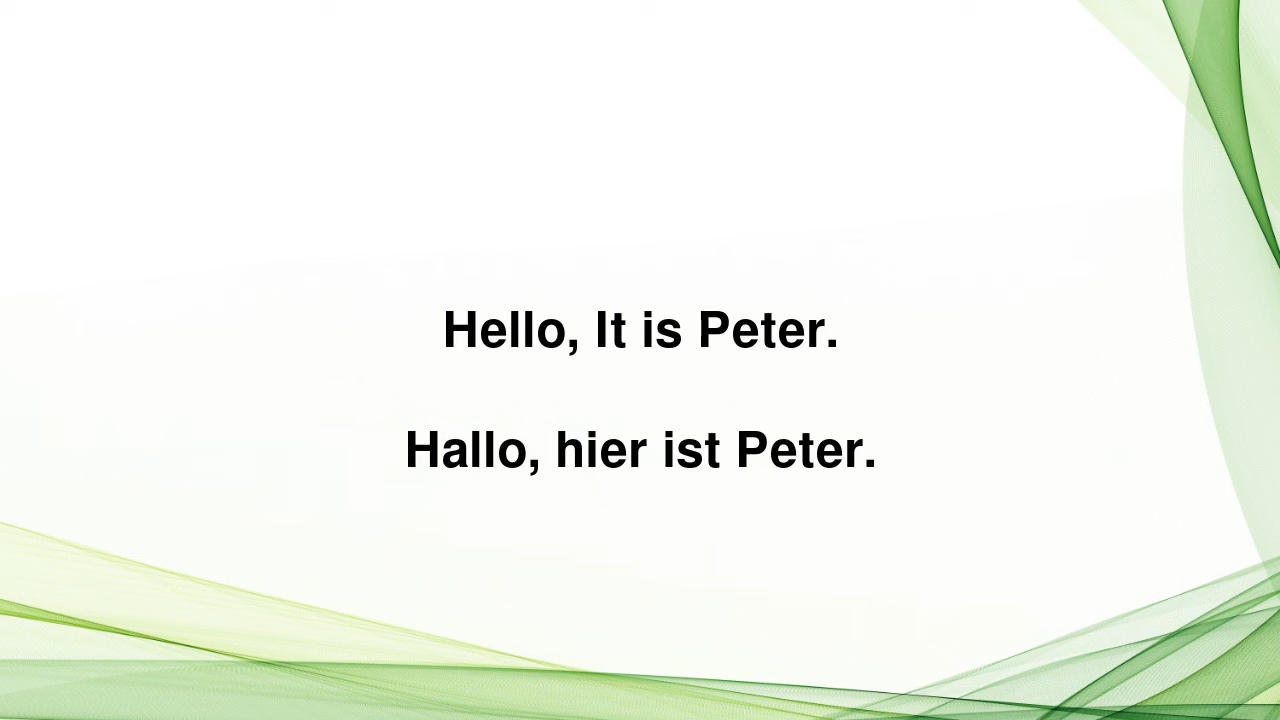 Hello, It is Peter.
Hallo, hier ist Peter.